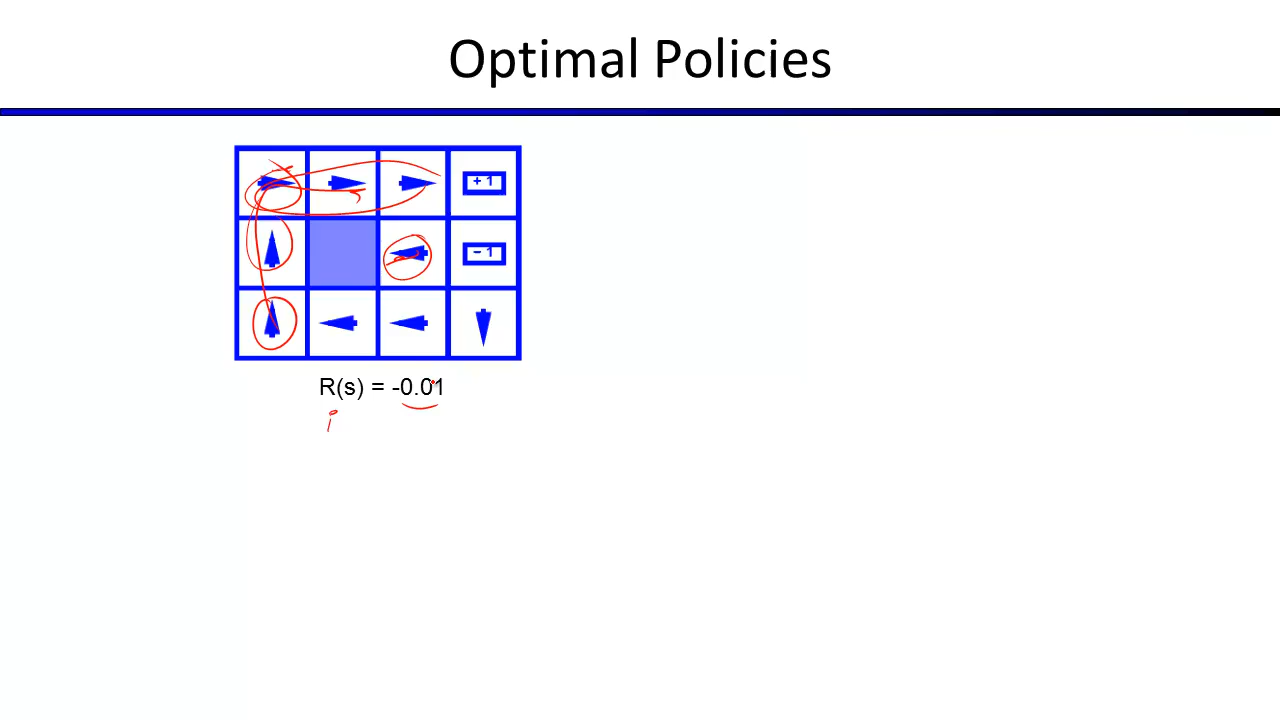 Optimal Policies
+ 1
− 1
R(s) = -0.01
i